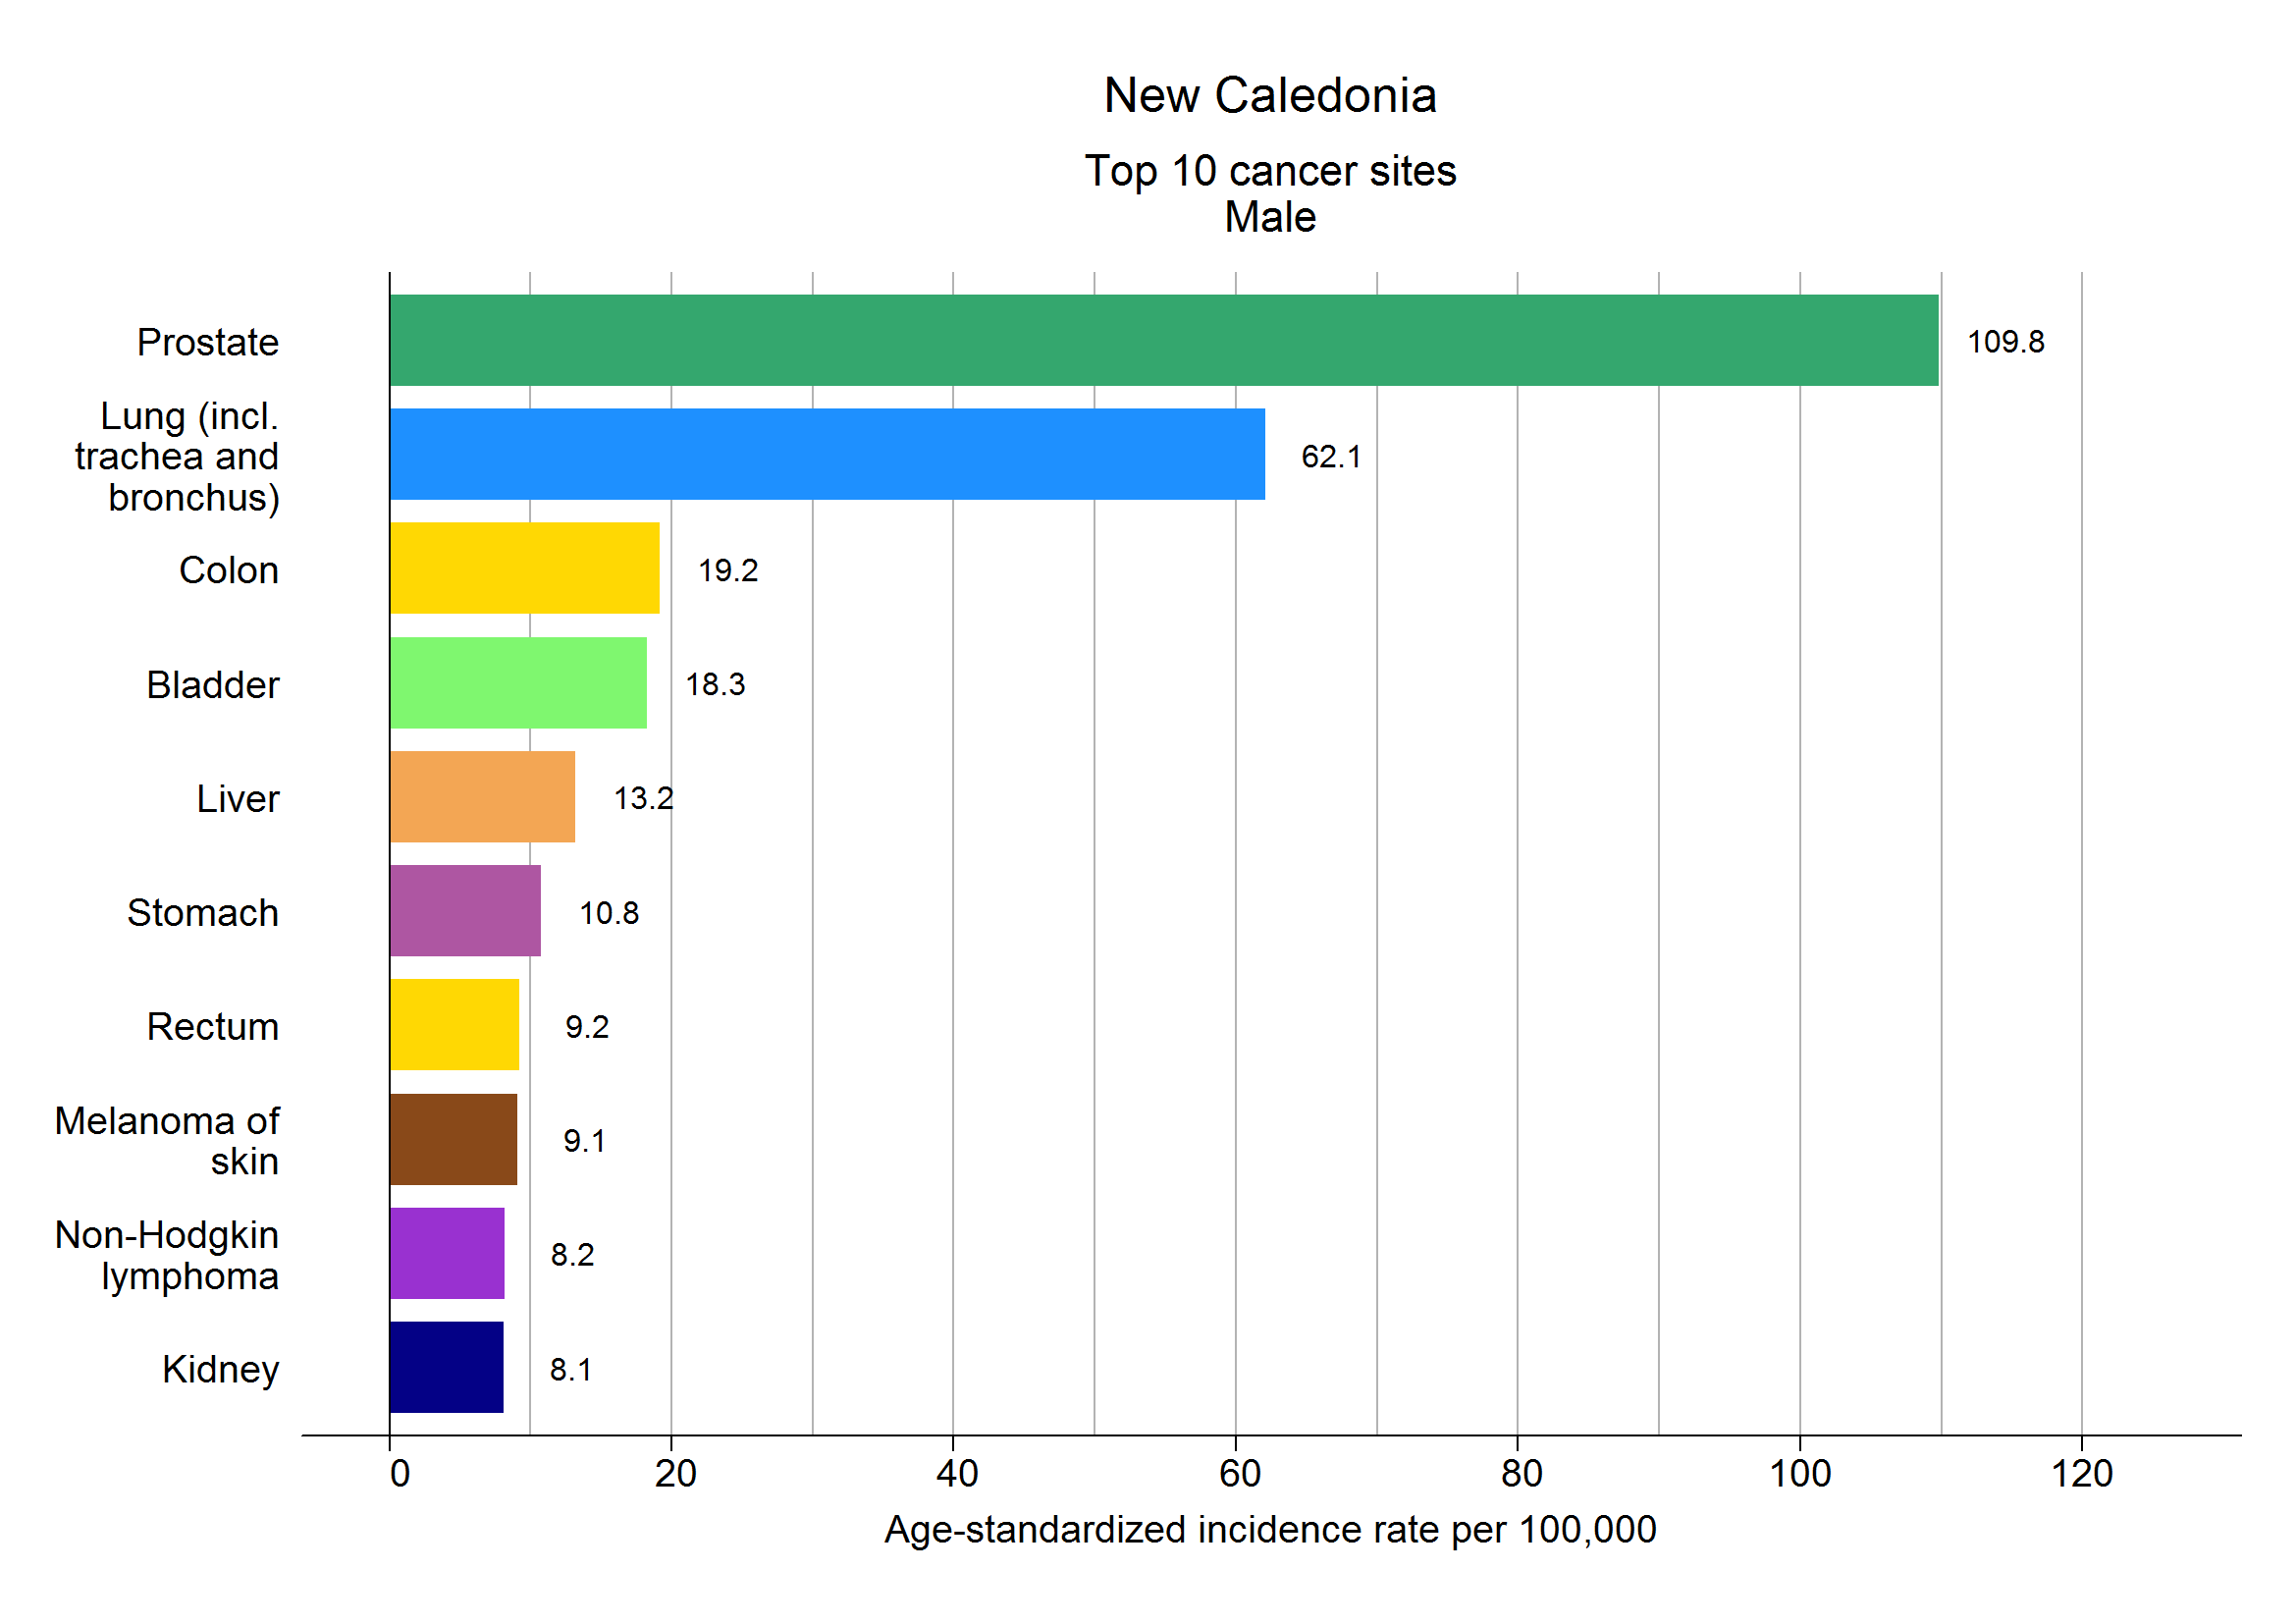 New Caledonia
Top 10 cancer sites
Male
Prostate
109.8
Lung (incl.
trachea and
bronchus)
62.1
Colon
19.2
Bladder
18.3
Liver
13.2
Stomach
10.8
Rectum
9.2
Melanoma of
skin
9.1
Non-Hodgkin
lymphoma
8.2
Kidney
8.1
0 20 40 60 80 100 120
Age-standardized incidence rate per 100,000